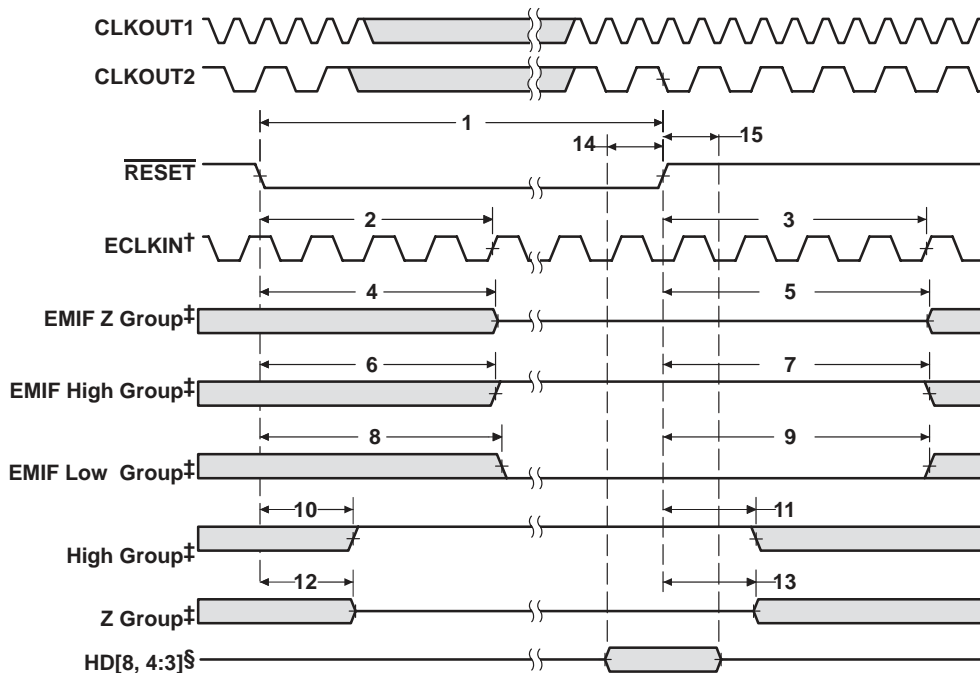 CLKOUT1
CLKOUT2
1
14
15
RESET
2
3
ECLKIN†
4
5
EMIF Z Group‡
6
7
EMIF High Group‡
8
9
EMIF Low Group‡
10
11
High Group‡
12
13
Z Group‡
HD[8, 4:3]§